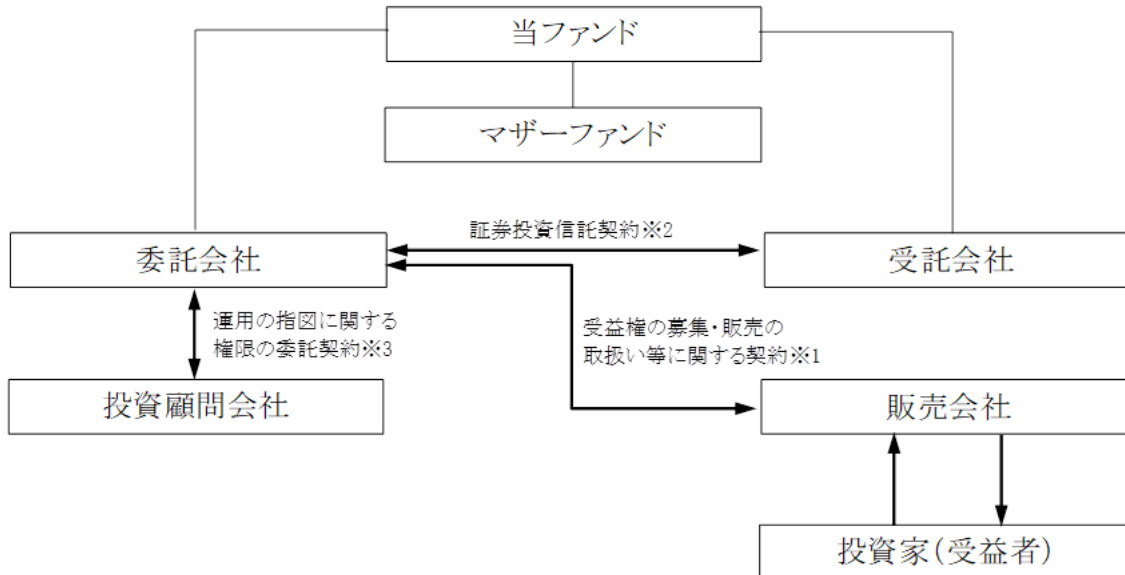 当ファンド
マザーファンド
証券投資信託契約※2
委託会社
受託会社
運用の指図に関する
権限の委託契約※3
受益権の募集・販売の
取扱い等に関する契約※1
投資顧問会社
販売会社
投資家(受益者)